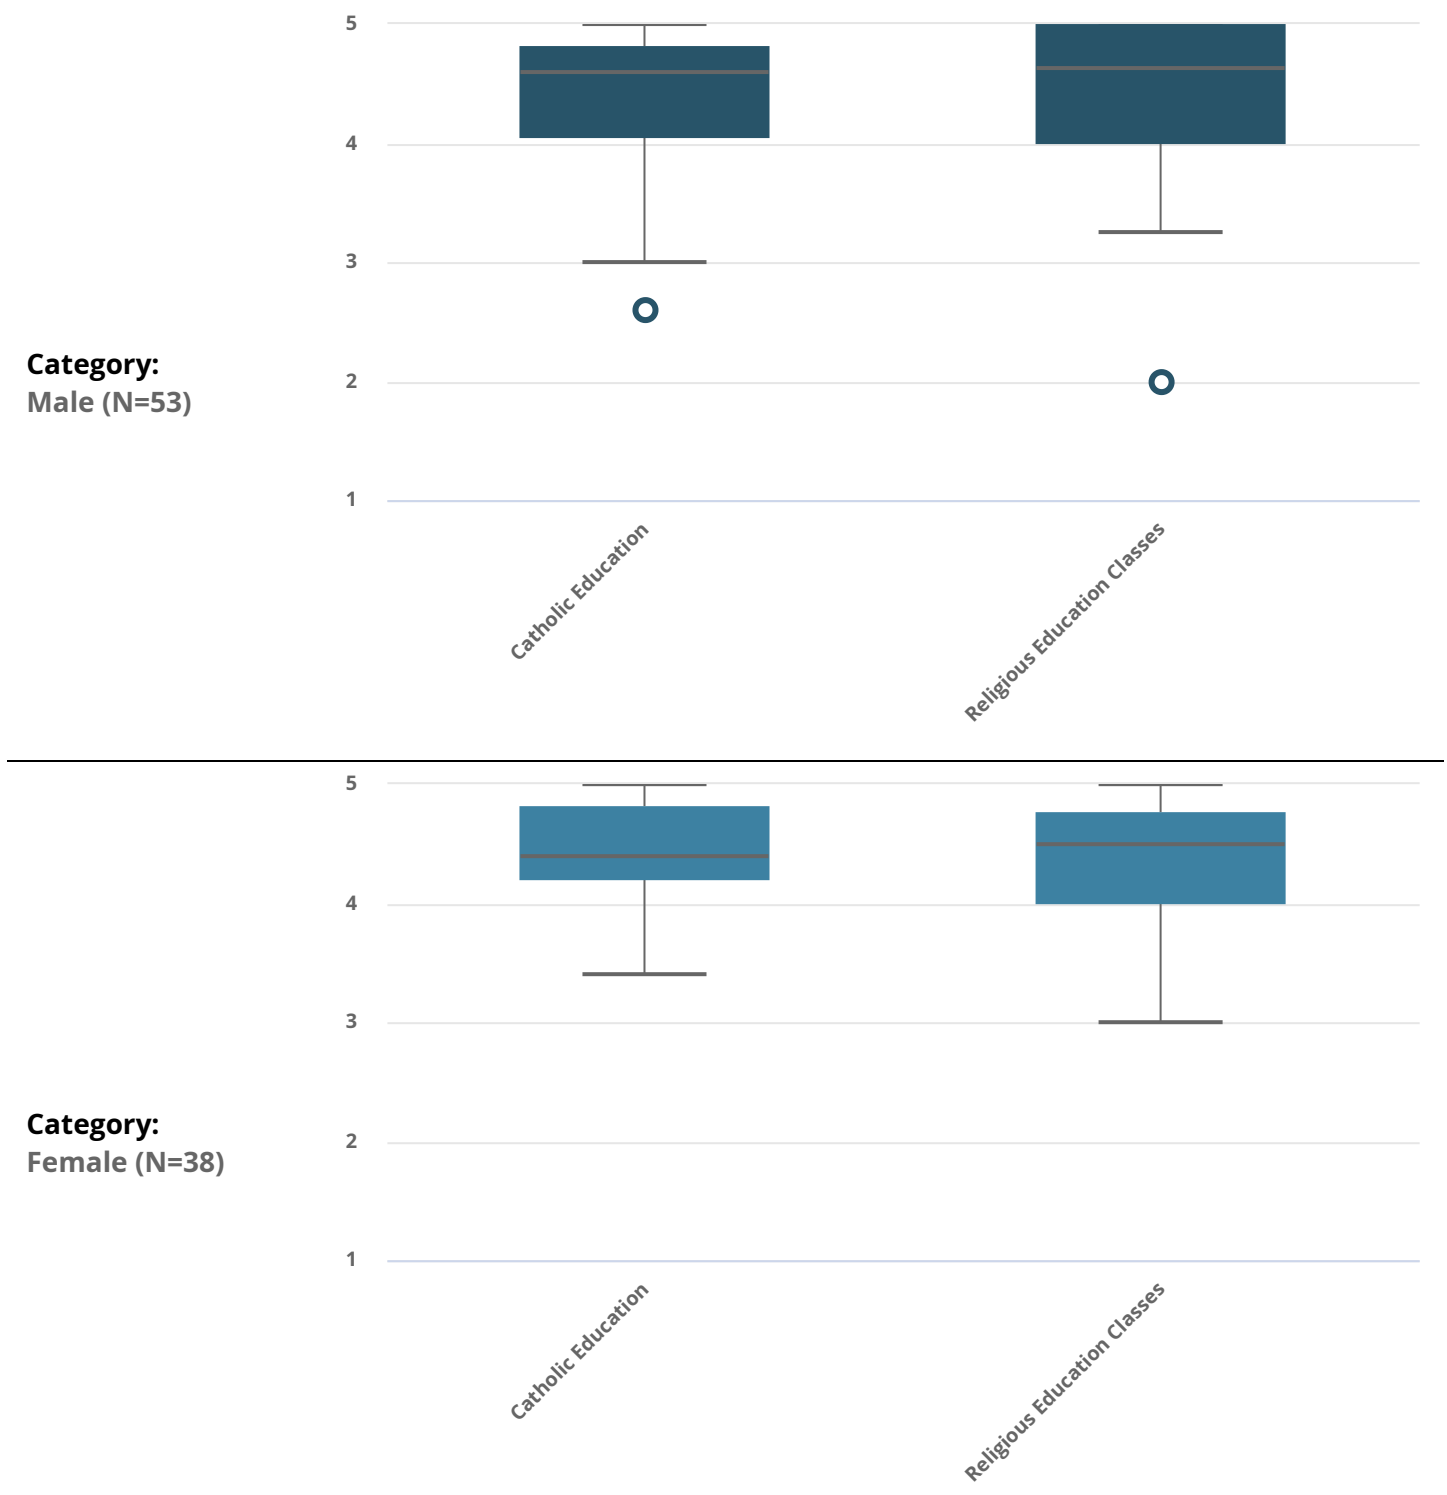 5
4
3
2
1
Category:
Male (N=53)
Catholic Education
Religious Education Classes
5
4
3
2
1
Category:
Female (N=38)
Catholic Education
Religious Education Classes